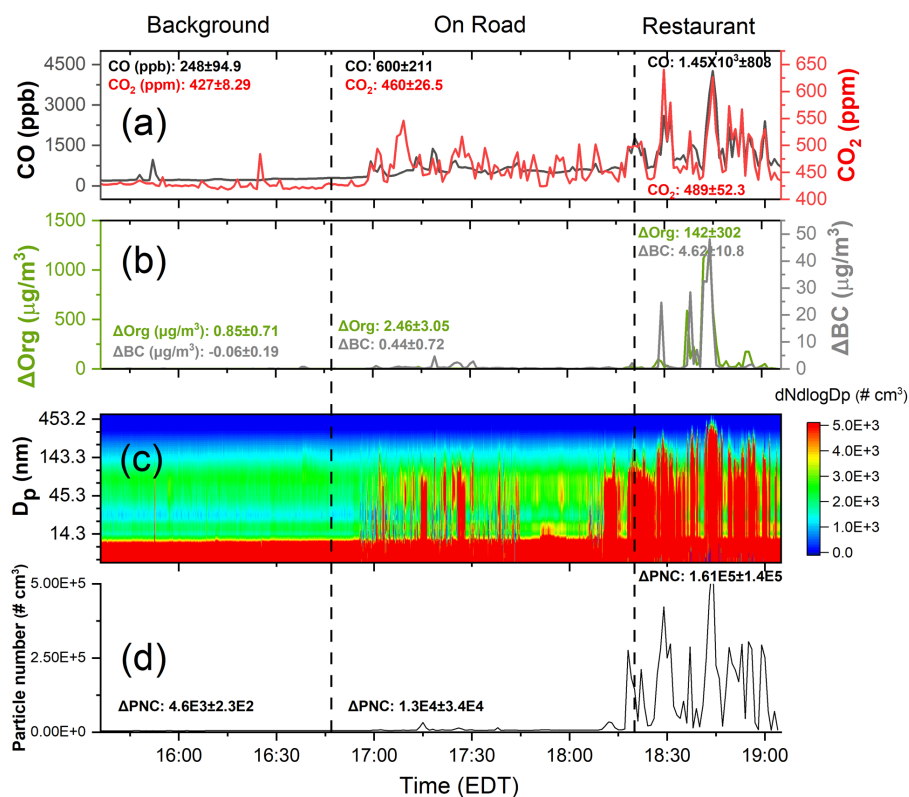 Background
On Road
Restaurant
CO (ppb)
4500
3000
1500
0
(a)
CO (ppb): 248±94.9
CO₂ (ppm): 427±8.29
CO: 600±211
CO₂: 460±26.5
CO: 1.45X10³±808
CO₂: 489±52.3
650
600
550
500
450
400
CO₂ (ppm)
ΔOrg (μg/m³)
1500
1000
500
0
(b)
ΔOrg (μg/m³): 0.85±0.71
ΔBC (μg/m³): -0.06±0.19
ΔOrg: 2.46±3.05
ΔBC: 0.44±0.72
ΔOrg: 142±302
ΔBC: 4.62±10.8
50
40
30
20
10
0
ΔBC (μg/m³)
Dp (nm)
453.2
143.3
45.3
14.3
(c)
dNdlogDp (# cm³)
5.0E+3
4.0E+3
3.0E+3
2.0E+3
1.0E+3
0.0
Particle number (# cm³)
5.00E+5
2.50E+5
0.00E+0
(d)
ΔPNC: 4.6E3±2.3E2
ΔPNC: 1.3E4±3.4E4
ΔPNC: 1.61E5±1.4E5
16:00
16:30
17:00
17:30
18:00
18:30
19:00
Time (EDT)